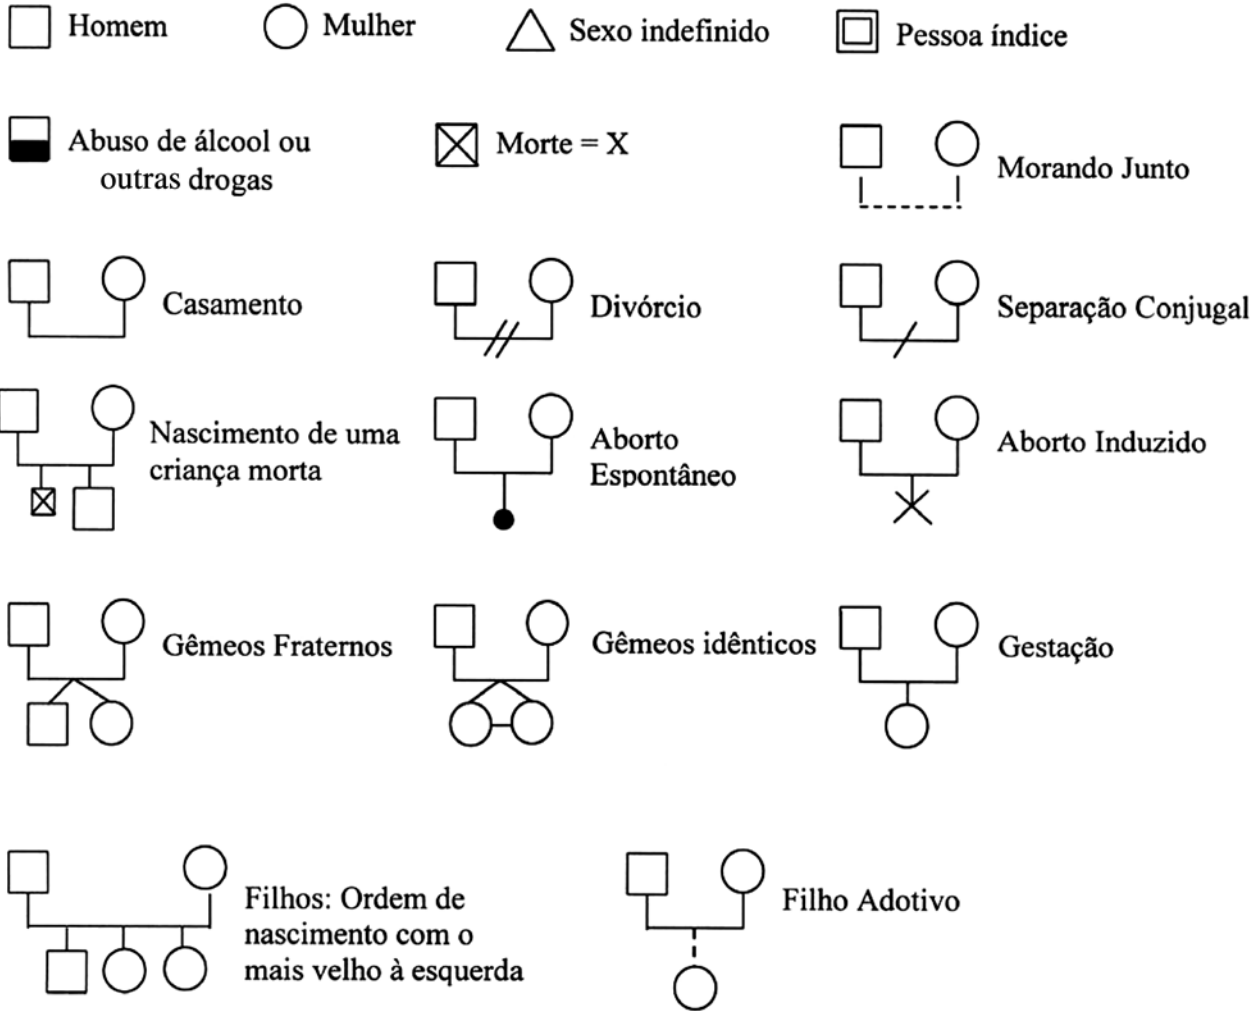 Homem
Mulher
Sexo indefinido
Pessoa índice
Abuso de álcool ou
outras drogas
Morte = X
Morando Junto
Casamento
Divórcio
Separação Conjugal
Nascimento de uma
criança morta
Aborto
Espontâneo
Aborto Induzido
Gêmeos Fraternos
Gêmeos idênticos
Gestação
Filhos: Ordem de
nascimento com o
mais velho à esquerda
Filho Adotivo